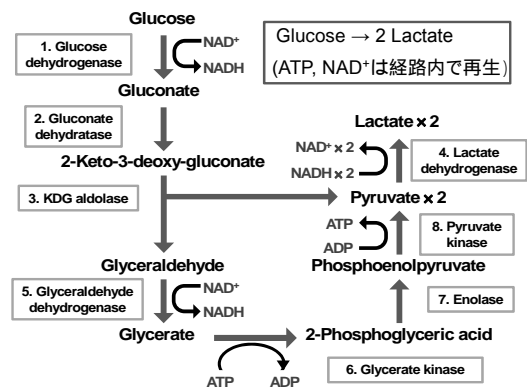 Glucose
1. Glucose
dehydrogenase
NAD⁺
NADH
Glucose → 2 Lactate
(ATP, NAD⁺は経路内で再生)
Gluconate
2. Gluconate
dehydratase
Lactate × 2
NAD⁺ × 2
NADH × 2
4. Lactate
dehydrogenase
2-Keto-3-deoxy-gluconate
3. KDG aldolase
Pyruvate × 2
ATP
ADP
8. Pyruvate
kinase
Glyceraldehyde
Phosphoenolpyruvate
5. Glyceraldehyde
dehydrogenase
NAD⁺
NADH
7. Enolase
Glycerate
2-Phosphoglyceric acid
6. Glycerate kinase
ATP
ADP